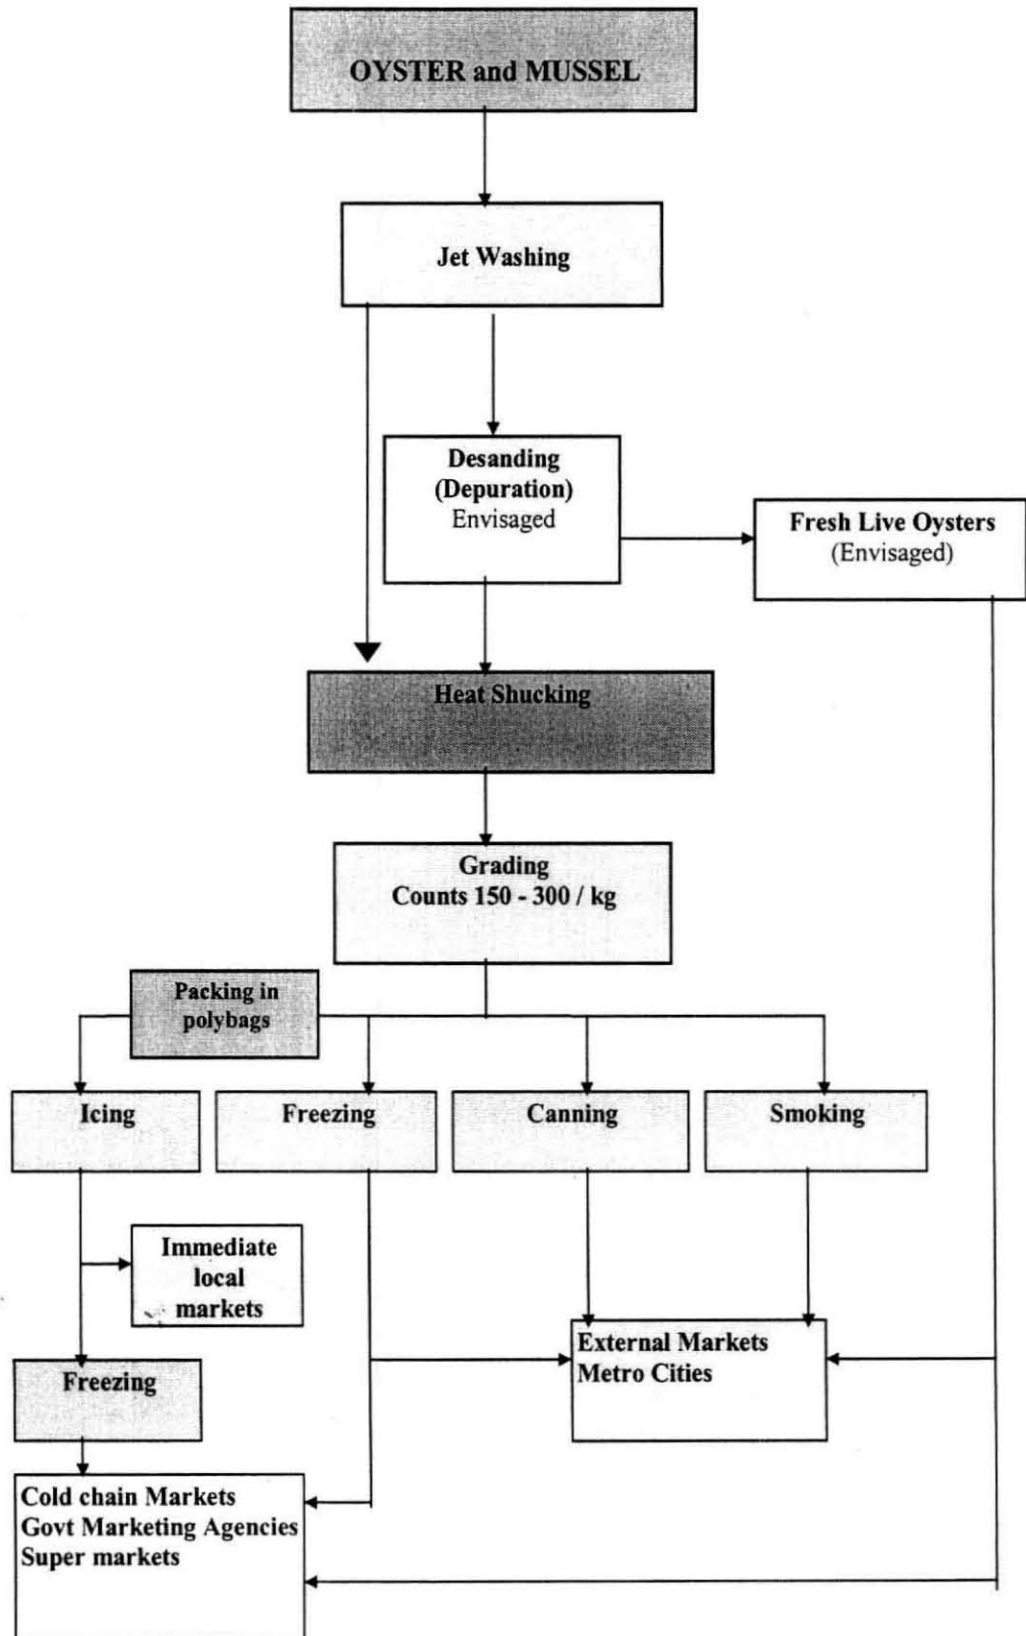 OYSTER and MUSSEL
Jet Washing
Desanding
(Depuration)
Envisaged
Fresh Live Oysters
(Envisaged)
Heat Shucking
Grading
Counts 150 - 300 / kg
Packing in
polybags
Icing
Freezing
Canning
Smoking
Immediate
local
markets
External Markets
Metro Cities
Freezing
Cold chain Markets
Govt Marketing Agencies
Super markets